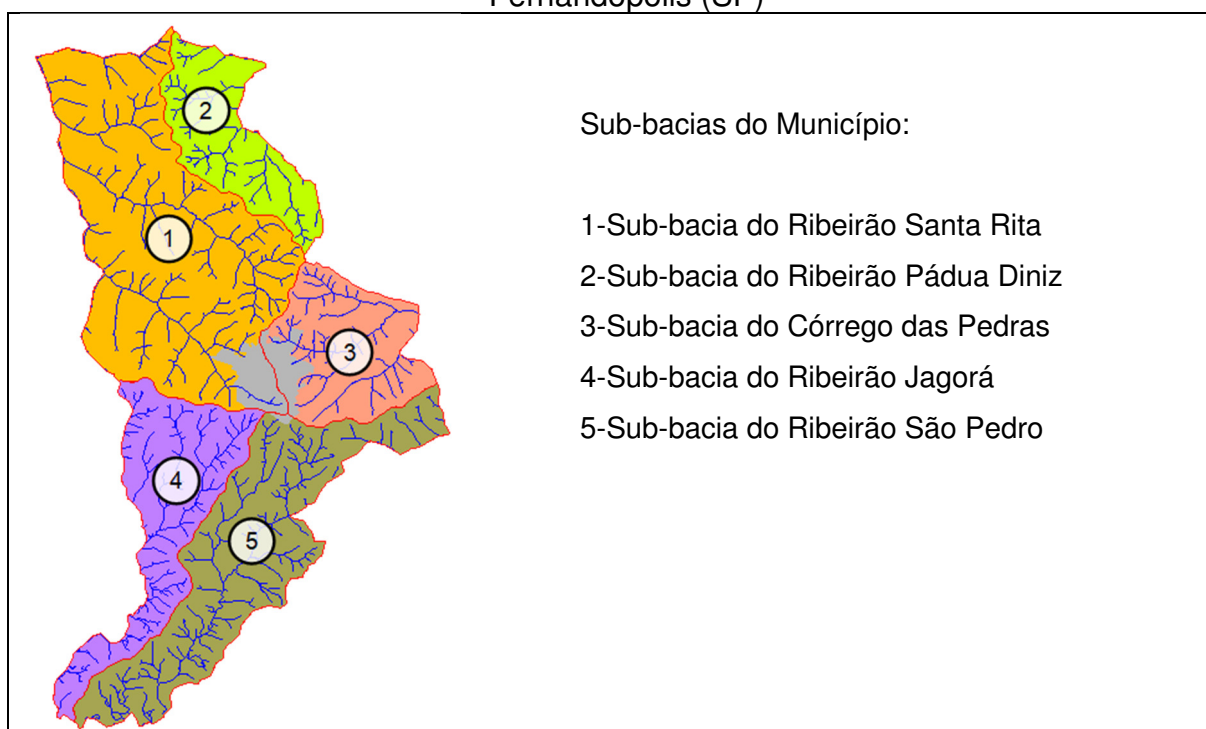 Fernandópolis (SP)
Sub-bacias do Município:
1-Sub-bacia do Ribeirão Santa Rita
2-Sub-bacia do Ribeirão Pádua Diniz
3-Sub-bacia do Córrego das Pedras
4-Sub-bacia do Ribeirão Jagorá
5-Sub-bacia do Ribeirão São Pedro
2
1
3
4
5